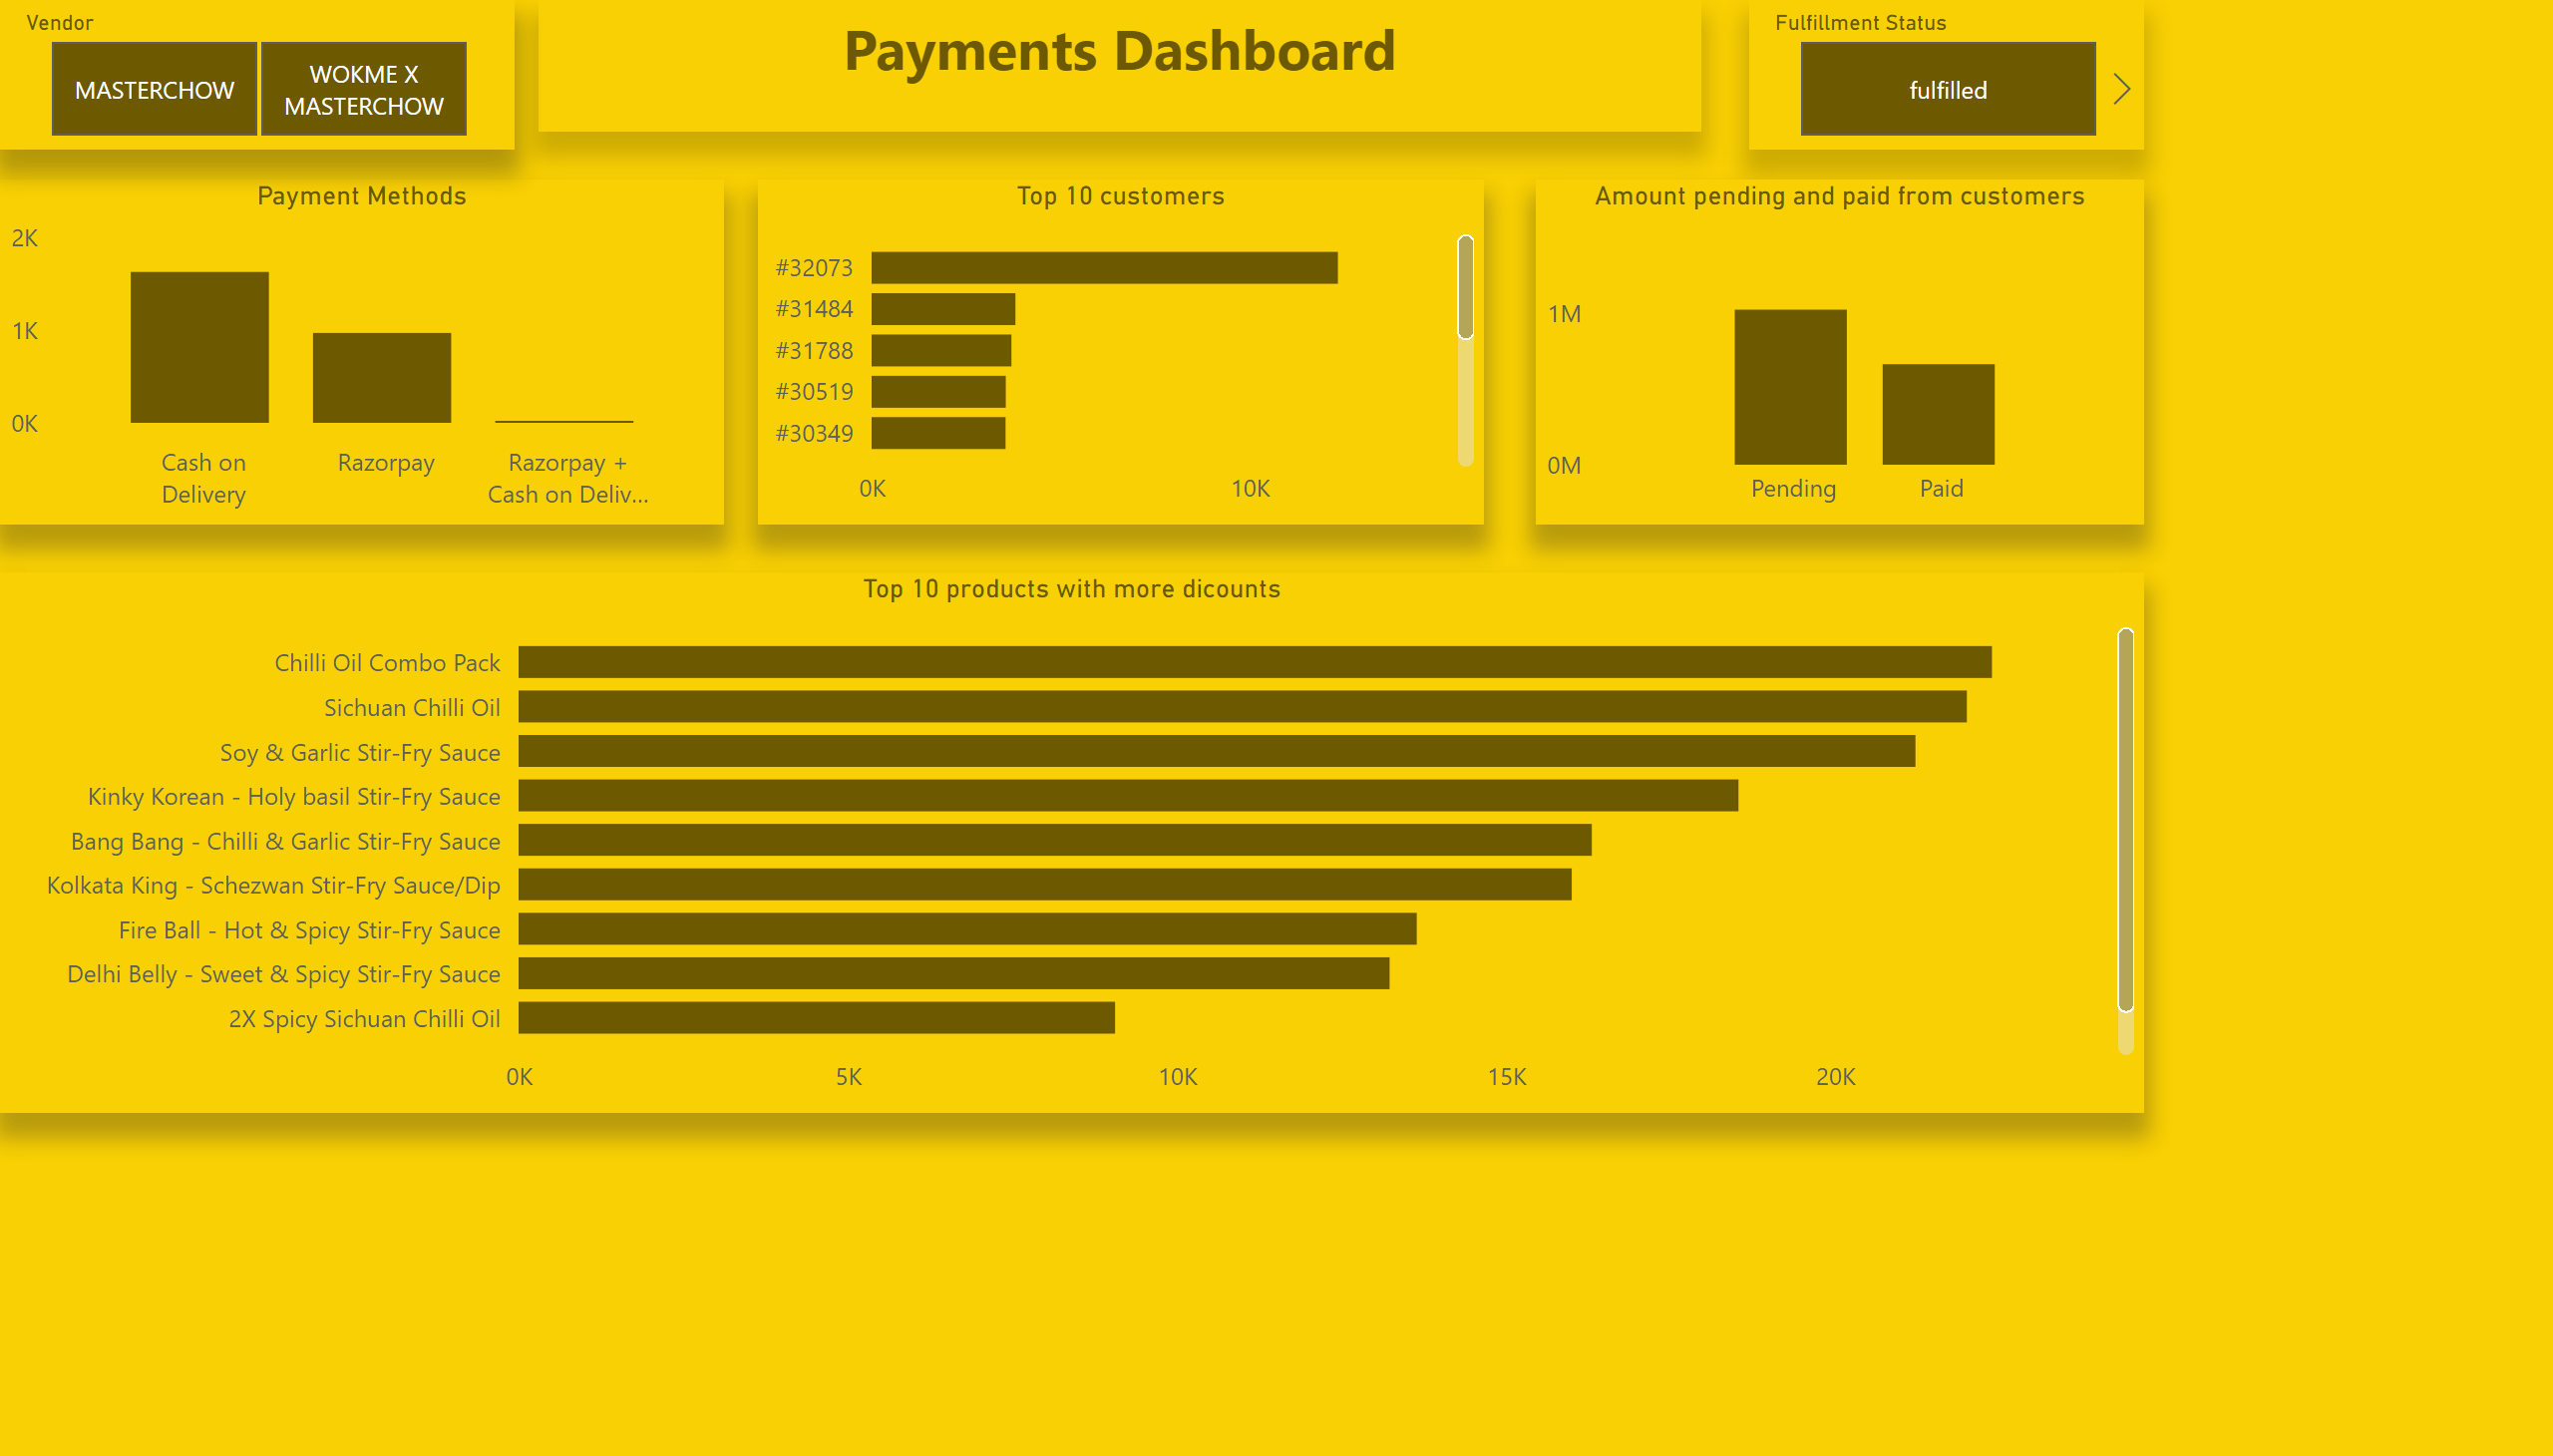 Vendor
MASTERCHOW
WOKME X
MASTERCHOW
Payments Dashboard
Fulfillment Status
fulfilled
Payment Methods
2K
1K
0K
Cash on
Delivery
Razorpay
Razorpay +
Cash on Deliv...
Top 10 customers
#32073
#31484
#31788
#30519
#30349
0K
10K
Amount pending and paid from customers
1M
0M
Pending
Paid
Top 10 products with more dicounts
Chilli Oil Combo Pack
Sichuan Chilli Oil
Soy & Garlic Stir-Fry Sauce
Kinky Korean - Holy basil Stir-Fry Sauce
Bang Bang - Chilli & Garlic Stir-Fry Sauce
Kolkata King - Schezwan Stir-Fry Sauce/Dip
Fire Ball - Hot & Spicy Stir-Fry Sauce
Delhi Belly - Sweet & Spicy Stir-Fry Sauce
2X Spicy Sichuan Chilli Oil
0K
5K
10K
15K
20K